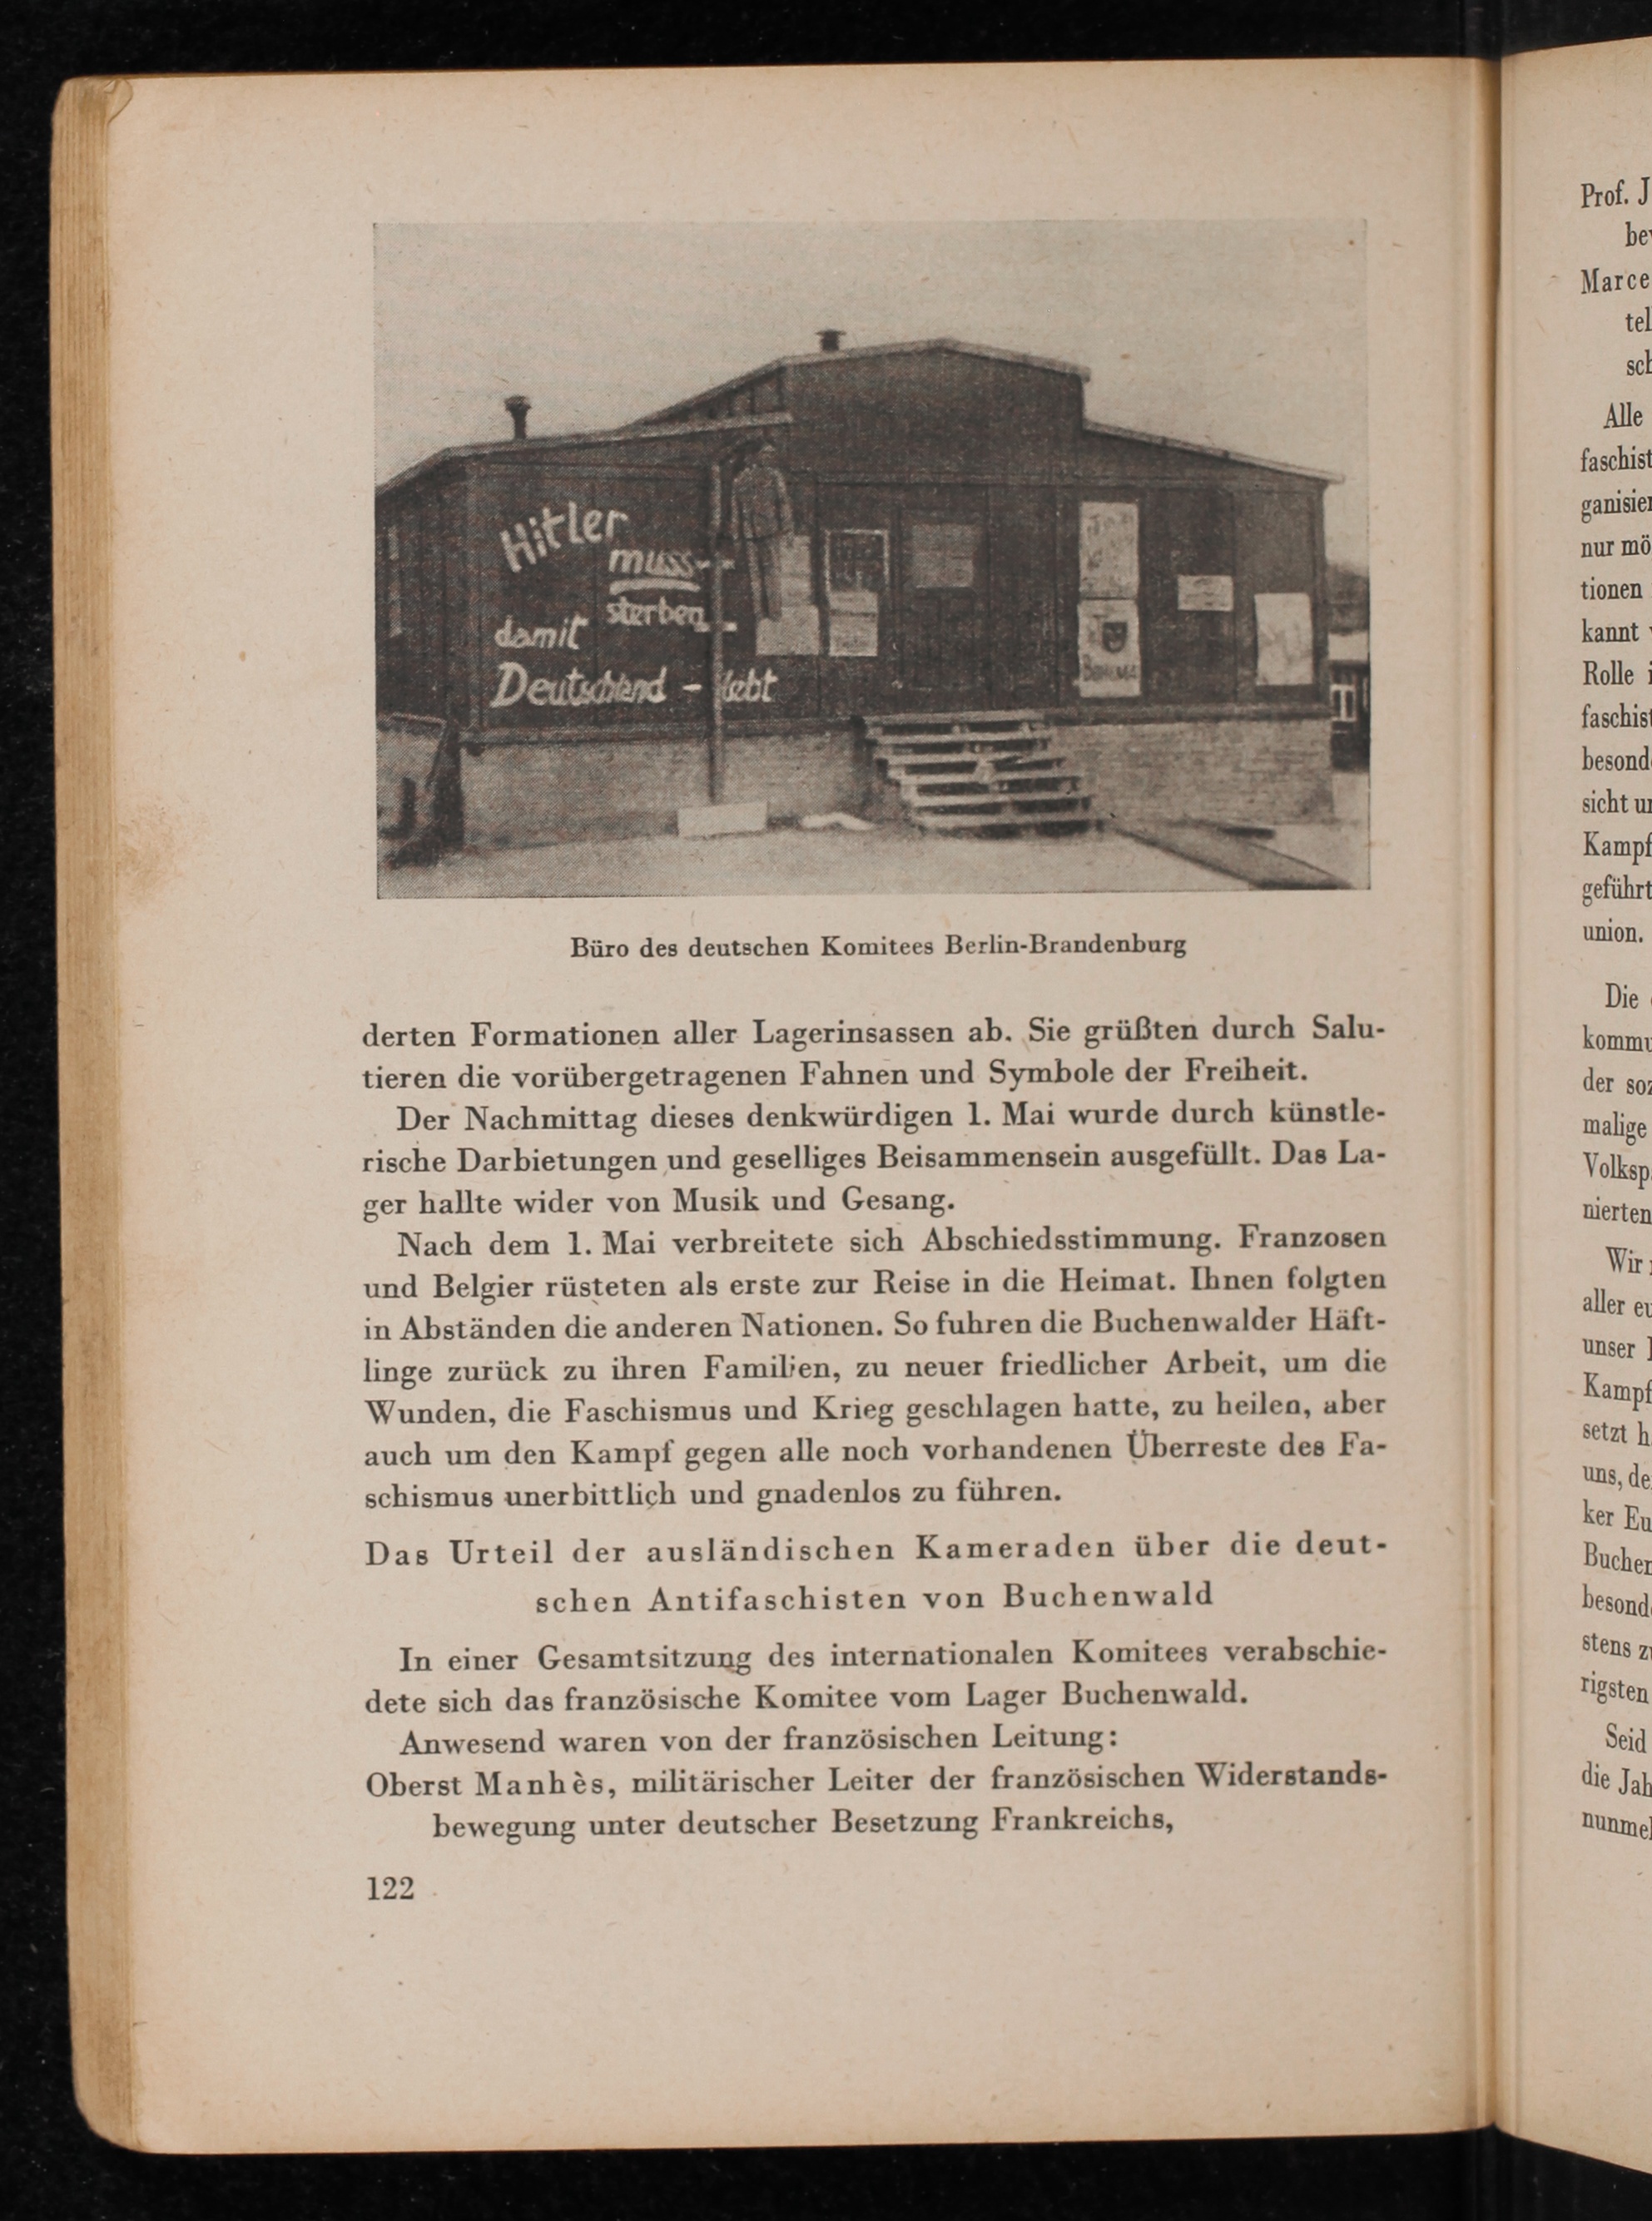 Hitler
muss
sterben
damit
Deutschland - lebt
Büro des deutschen Komitees Berlin-Brandenburg
derten Formationen aller Lagerinsassen ab. Sie grüßten durch Salu-
tieren die vorübergetragenen Fahnen und Symbole der Freiheit.
Der Nachmittag dieses denkwürdigen 1. Mai wurde durch künstle-
rische Darbietungen und geselliges Beisammensein ausgefüllt. Das La-
ger hallte wider von Musik und Gesang.
Nach dem 1. Mai verbreitete sich Abschiedsstimmung. Franzosen
und Belgier rüsteten als erste zur Reise in die Heimat. Ihnen folgten
in Abständen die anderen Nationen. So fuhren die Buchenwalder Häft-
linge zurück zu ihren Familien, zu neuer friedlicher Arbeit, um die
Wunden, die Faschismus und Krieg geschlagen hatte, zu heilen, aber
auch um den Kampf gegen alle noch vorhandenen Überreste des Fa-
schismus unerbittlich und gnadenlos zu führen.
Das Urteil der ausländischen Kameraden über die deut-
schen Antifaschisten von Buchenwald
In einer Gesamtsitzung des internationalen Komitees verabschie-
dete sich das französische Komitee vom Lager Buchenwald.
Anwesend waren von der französischen Leitung:
Oberst Manhès, militärischer Leiter der französischen Widerstands-
bewegung unter deutscher Besetzung Frankreichs,
122
Prof. J
Marce
tel
Alle
faschist
nur mö
tionen
kannt
Rolle
besond
Kampf
geführt
union.
Die
der soz
malige
Volksp
nierten
Wir
aller eu
unser
Kampf
setzt h
uns, de
ker Eu
besond
stens z
rigsten
Seid
die Jah